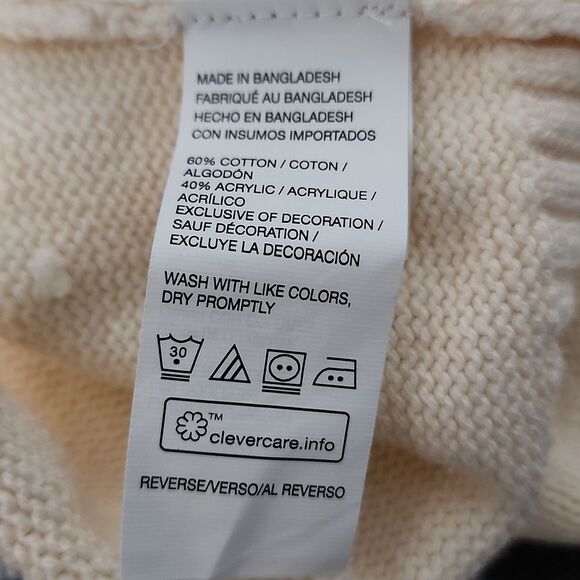 MADE IN BANGLADESH
FABRIQUÉ AU BANGLADESH
HECHO EN BANGLADESH
CON INSUMOS IMPORTADOS
60% COTTON / COTON /
ALGODÓN
40% ACRYLIC / ACRYLIQUE /
ACRÍLICO
EXCLUSIVE OF DECORATION /
SAUF DÉCORATION /
EXCLUYE LA DECORACIÓN
WASH WITH LIKE COLORS,
DRY PROMPTLY
30
TM
clevercare.info
REVERSE/VERSO/AL REVERSO